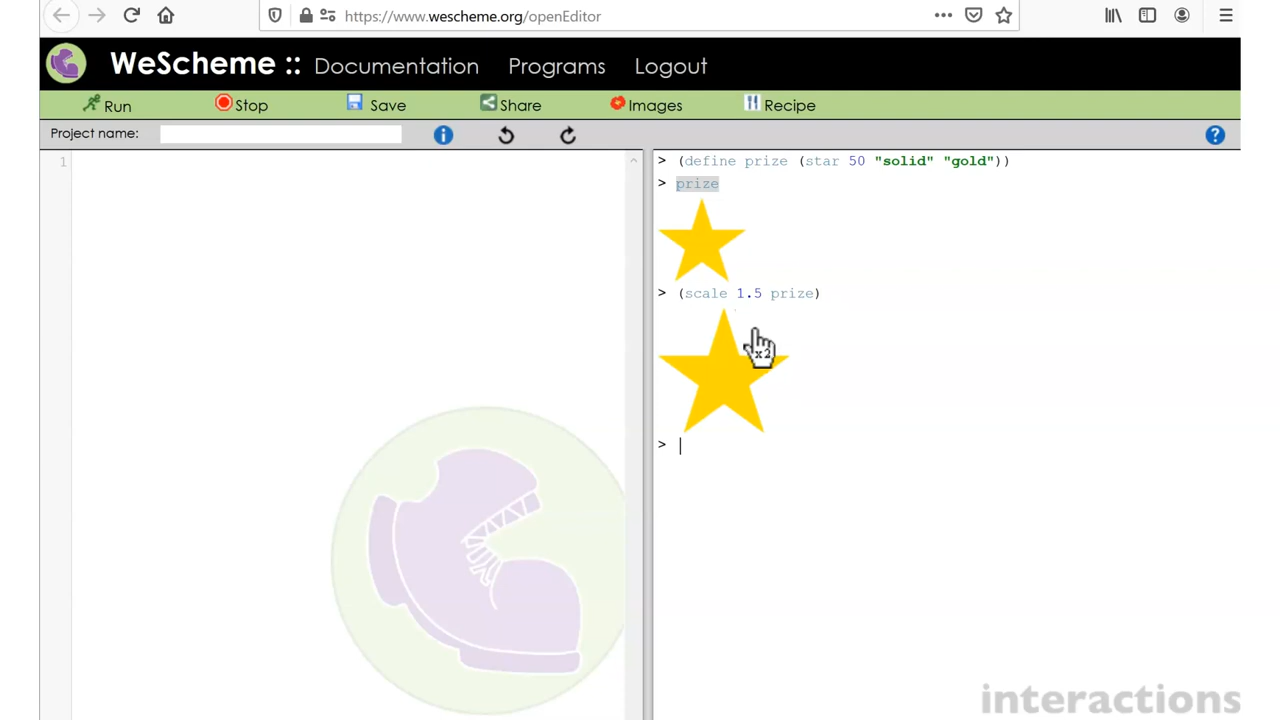 https://www.wescheme.org/openEditor
WeScheme :: Documentation Programs Logout
Run Stop Save Share Images Recipe
Project name:
1
> (define prize (star 50 "solid" "gold"))
> prize
> (scale 1.5 prize)
x2
>
interactions